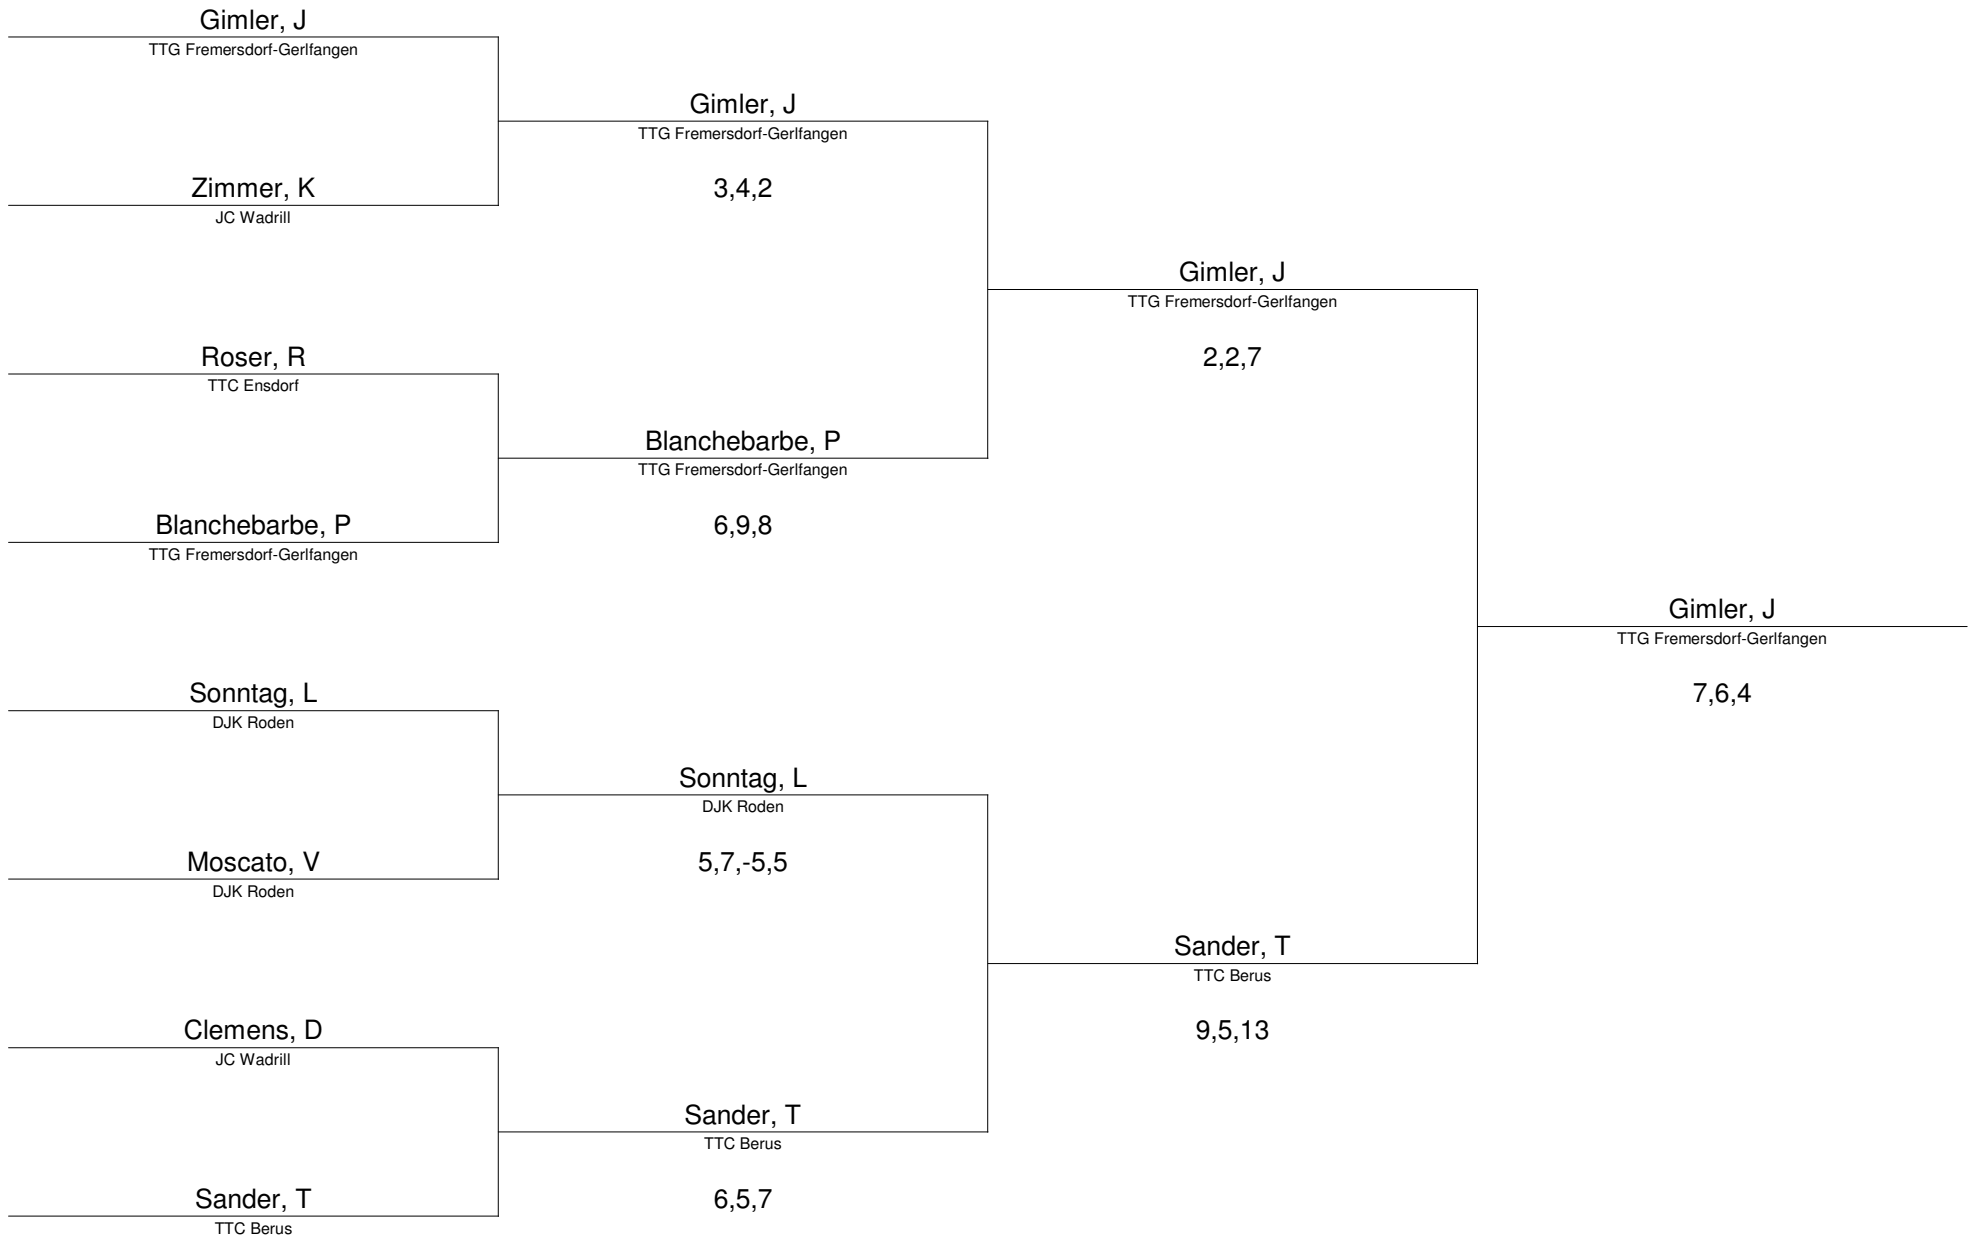 Gimler, J
TTG Fremersdorf-Gerlfangen
Zimmer, K
JC Wadrill
Roser, R
TTC Ensdorf
Blanchebarbe, P
TTG Fremersdorf-Gerlfangen
Sonntag, L
DJK Roden
Moscato, V
DJK Roden
Clemens, D
JC Wadrill
Sander, T
TTC Berus
Gimler, J
TTG Fremersdorf-Gerlfangen
3,4,2
Blanchebarbe, P
TTG Fremersdorf-Gerlfangen
6,9,8
Sonntag, L
DJK Roden
5,7,-5,5
Sander, T
TTC Berus
6,5,7
Gimler, J
TTG Fremersdorf-Gerlfangen
2,2,7
Sander, T
TTC Berus
9,5,13
Gimler, J
TTG Fremersdorf-Gerlfangen
7,6,4